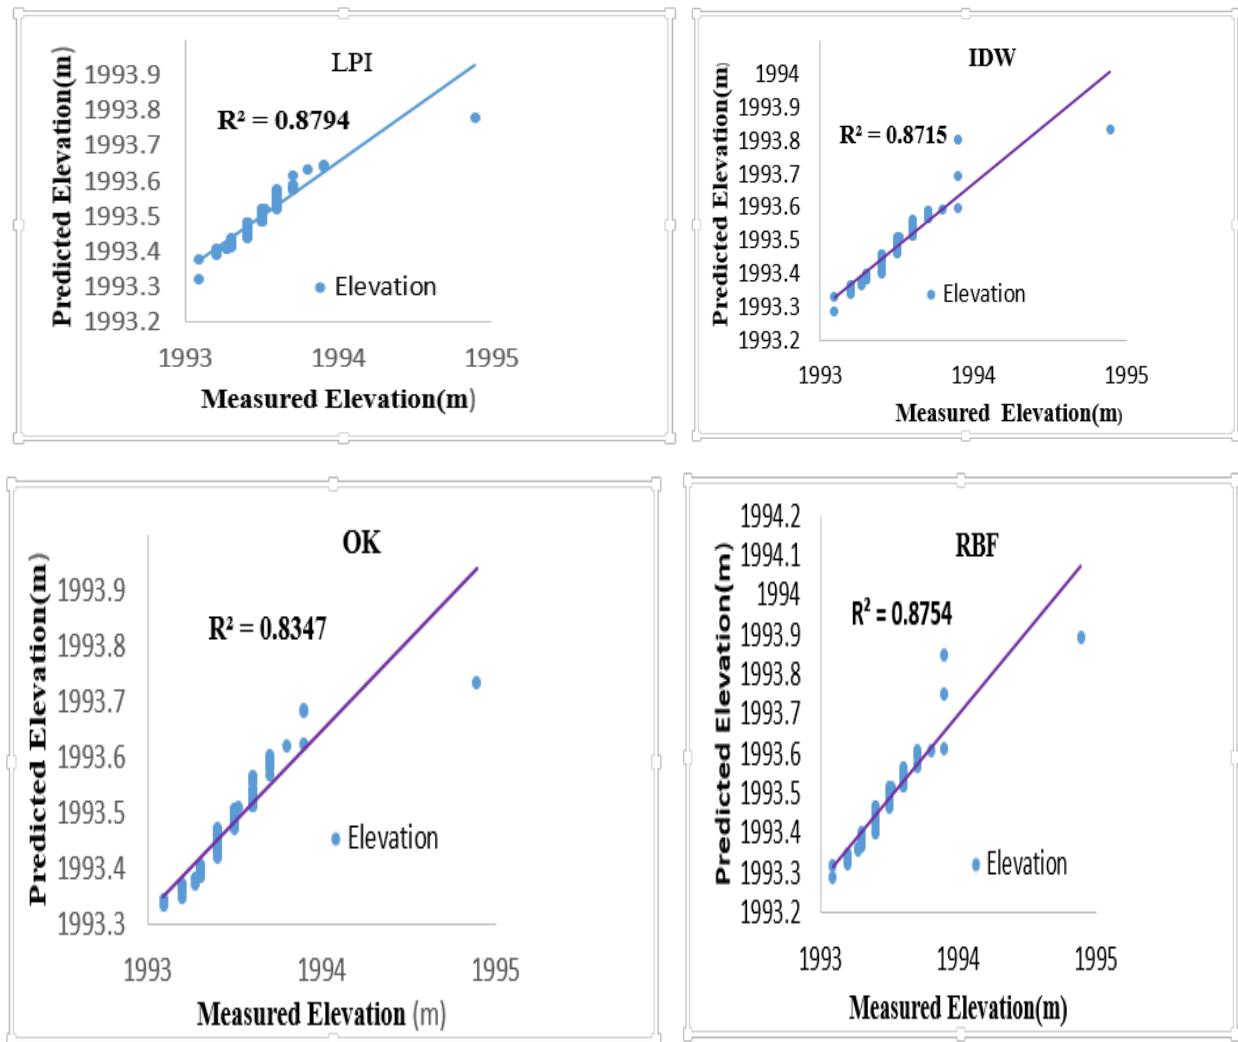 LPI
R² = 0.8794
Predicted Elevation(m)
1993.9
1993.8
1993.7
1993.6
1993.5
1993.4
1993.3
1993.2
Elevation
1993 1994 1995
Measured Elevation(m)
IDW
R² = 0.8715
Predicted Elevation(m)
1994
1993.9
1993.8
1993.7
1993.6
1993.5
1993.4
1993.3
1993.2
Elevation
1993 1994 1995
Measured Elevation(m)
OK
R² = 0.8347
Predicted Elevation(m)
1993.9
1993.8
1993.7
1993.6
1993.5
1993.4
1993.3
Elevation
1993 1994 1995
Measured Elevation (m)
RBF
R² = 0.8754
Predicted Elevation(m)
1994.2
1994.1
1994
1993.9
1993.8
1993.7
1993.6
1993.5
1993.4
1993.3
1993.2
Elevation
1993 1994 1995
Measured Elevation(m)